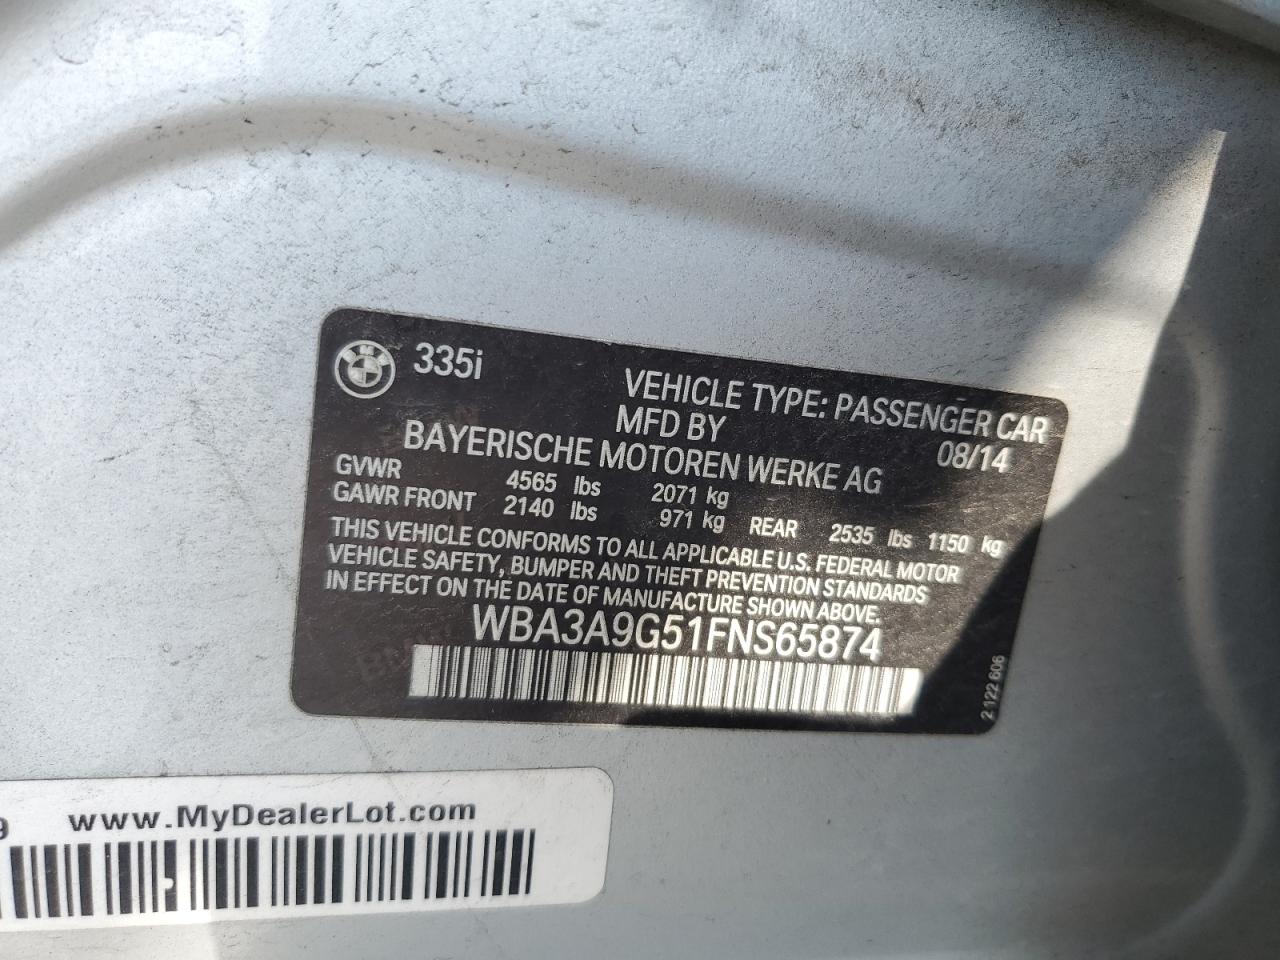 BMW
335i
VEHICLE TYPE: PASSENGER CAR
MFD BY
08/14
BAYERISCHE MOTOREN WERKE AG
GVWR 4565 lbs 2071 kg
GAWR FRONT 2140 lbs 971 kg REAR 2535 lbs 1150 kg
THIS VEHICLE CONFORMS TO ALL APPLICABLE U.S. FEDERAL MOTOR
VEHICLE SAFETY, BUMPER AND THEFT PREVENTION STANDARDS
IN EFFECT ON THE DATE OF MANUFACTURE SHOWN ABOVE.
WBA3A9G51FNS65874
2 122 606
9 www.MyDealerLot.com